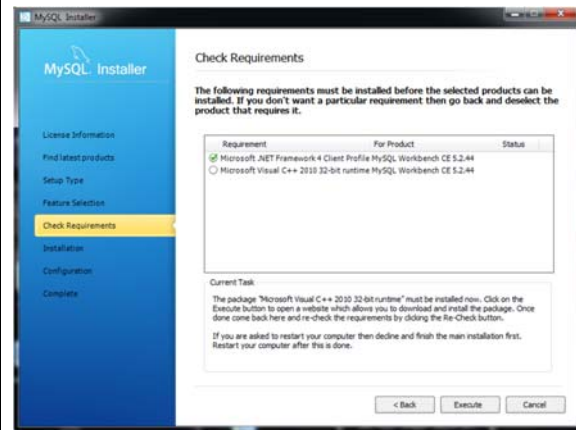 MySQL Installer
MySQL. Installer
License Information
Find latest products
Setup Type
Feature Selection
Check Requirements
Installation
Configuration
Complete
Check Requirements
The following requirements must be installed before the selected products can be
installed. If you don't want a particular requirement then go back and deselect the
product that requires it.
Requirement For Product Status
Microsoft .NET Framework 4 Client Profile MySQL Workbench CE 5.2.44
Microsoft Visual C++ 2010 32-bit runtime MySQL Workbench CE 5.2.44
Current Task
The package "Microsoft Visual C++ 2010 32-bit runtime" must be installed now. Click on the
Execute button to open a website which allows you to download and install the package. Once
done come back here and re-check the requirements by clicking the Re-Check button.
If you are asked to restart your computer then decline and finish the main installation first.
Restart your computer after this is done.
< Back Execute Cancel